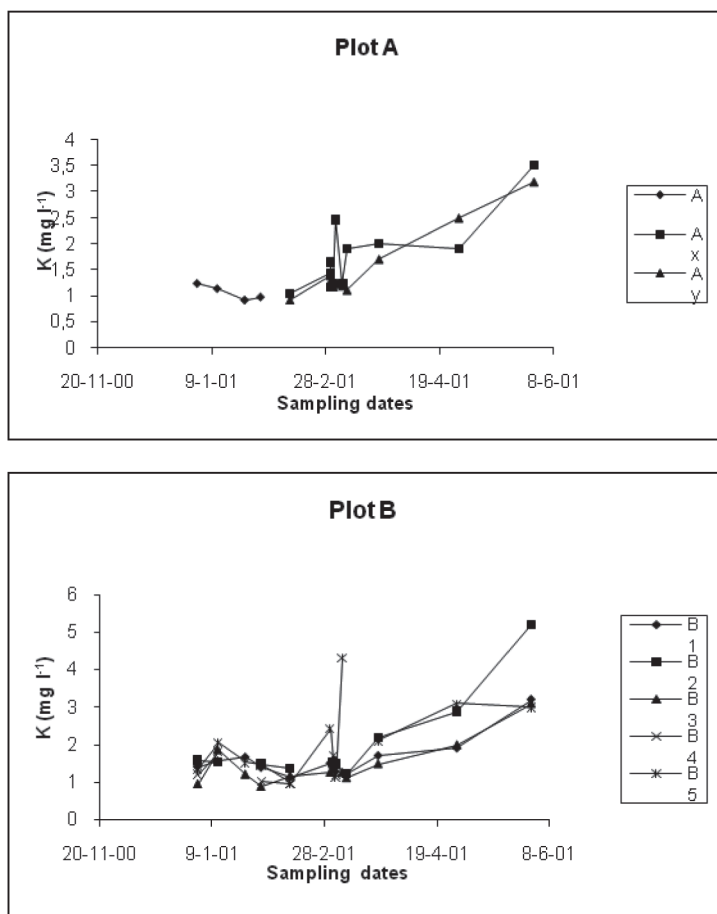 Plot A
K (mg l-1)
4
3,5
3
2,5
2
1,5
1
0,5
0
20-11-00 9-1-01 28-2-01 19-4-01 8-6-01
Sampling dates
A
A
x
A
y
Plot B
K (mg l-1)
6
5
4
3
2
1
0
20-11-00 9-1-01 28-2-01 19-4-01 8-6-01
Sampling dates
B
1
B
2
B
3
B
4
B
5